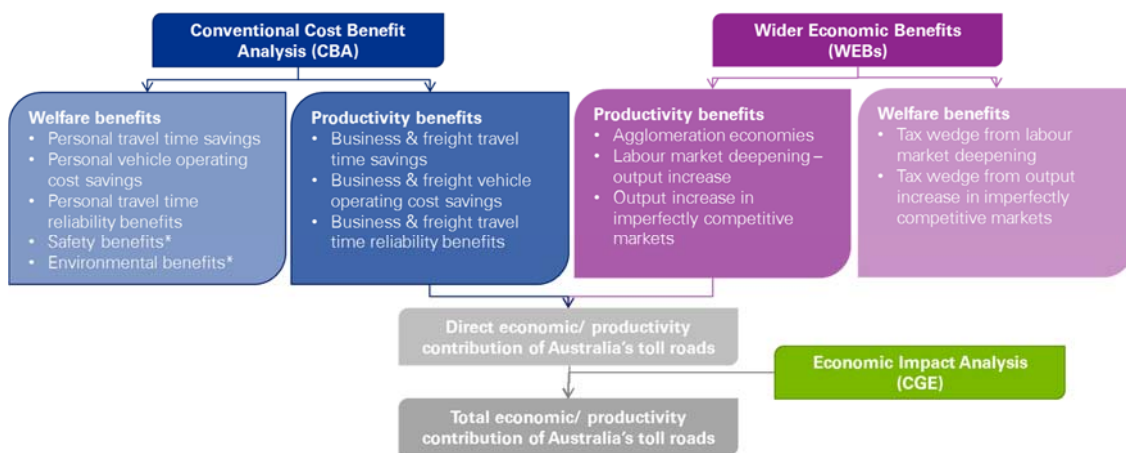 Conventional Cost Benefit
Analysis (CBA)
Wider Economic Benefits
(WEBs)
Welfare benefits
• Personal travel time savings
• Personal vehicle operating
cost savings
• Personal travel time
reliability benefits
• Safety benefits*
• Environmental benefits*
Productivity benefits
• Business & freight travel
time savings
• Business & freight vehicle
operating cost savings
• Business & freight travel
time reliability benefits
Productivity benefits
• Agglomeration economies
• Labour market deepening –
output increase
• Output increase in
imperfectly competitive
markets
Welfare benefits
• Tax wedge from labour
market deepening
• Tax wedge from output
increase in imperfectly
competitive markets
Direct economic/ productivity
contribution of Australia's toll roads
Economic Impact Analysis
(CGE)
Total economic/ productivity
contribution of Australia's toll roads